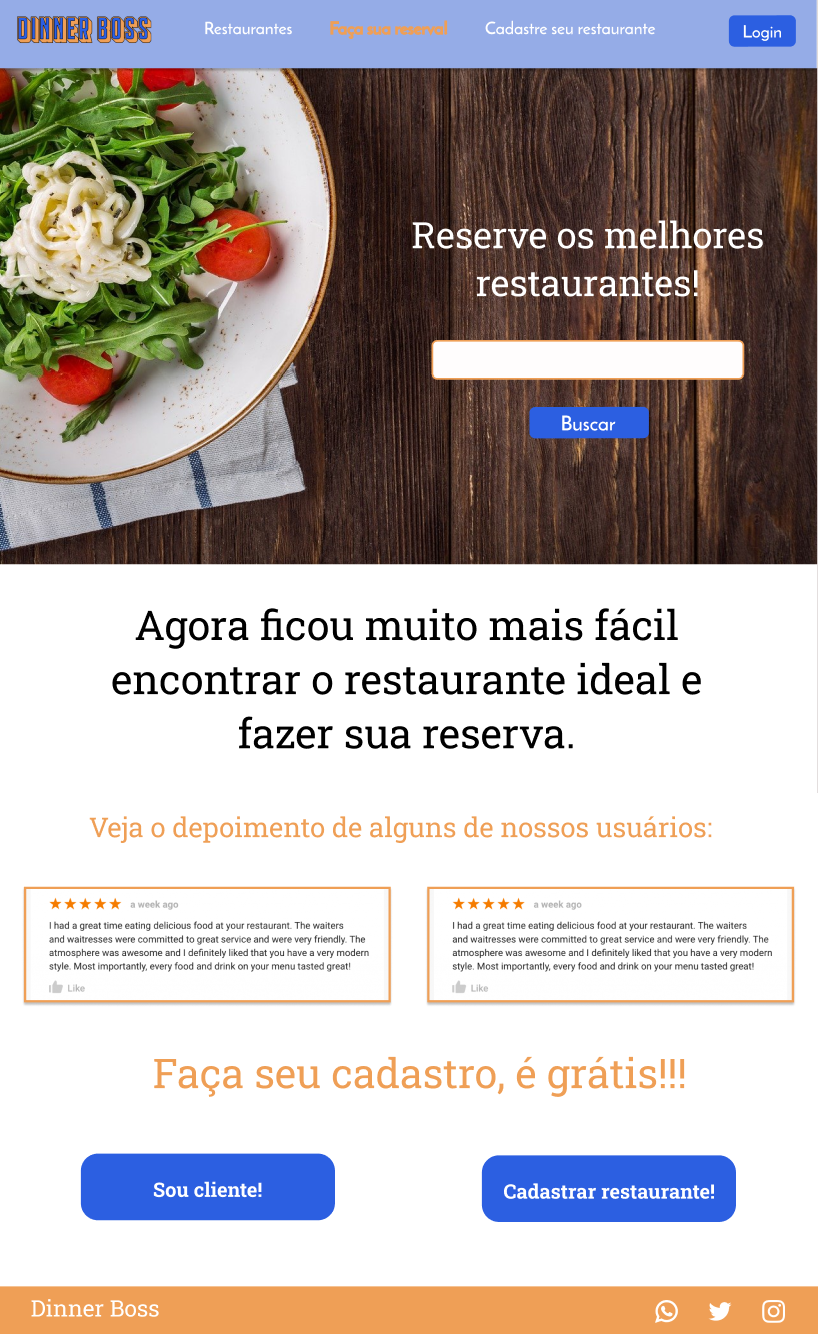 DINNER BOSS
Restaurantes
Faça sua reserva!
Cadastre seu restaurante
Login
Reserve os melhores
restaurantes!
Buscar
Agora ficou muito mais fácil
encontrar o restaurante ideal e
fazer sua reserva.
Veja o depoimento de alguns de nossos usuários:
a week ago
I had a great time eating delicious food at your restaurant. The waiters
and waitresses were committed to great service and were very friendly. The
atmosphere was awesome and I definitely liked that you have a very modern
style. Most importantly, every food and drink on your menu tasted great!
Like
a week ago
I had a great time eating delicious food at your restaurant. The waiters
and waitresses were committed to great service and were very friendly. The
atmosphere was awesome and I definitely liked that you have a very modern
style. Most importantly, every food and drink on your menu tasted great!
Like
Faça seu cadastro, é grátis!!!
Sou cliente!
Cadastrar restaurante!
Dinner Boss